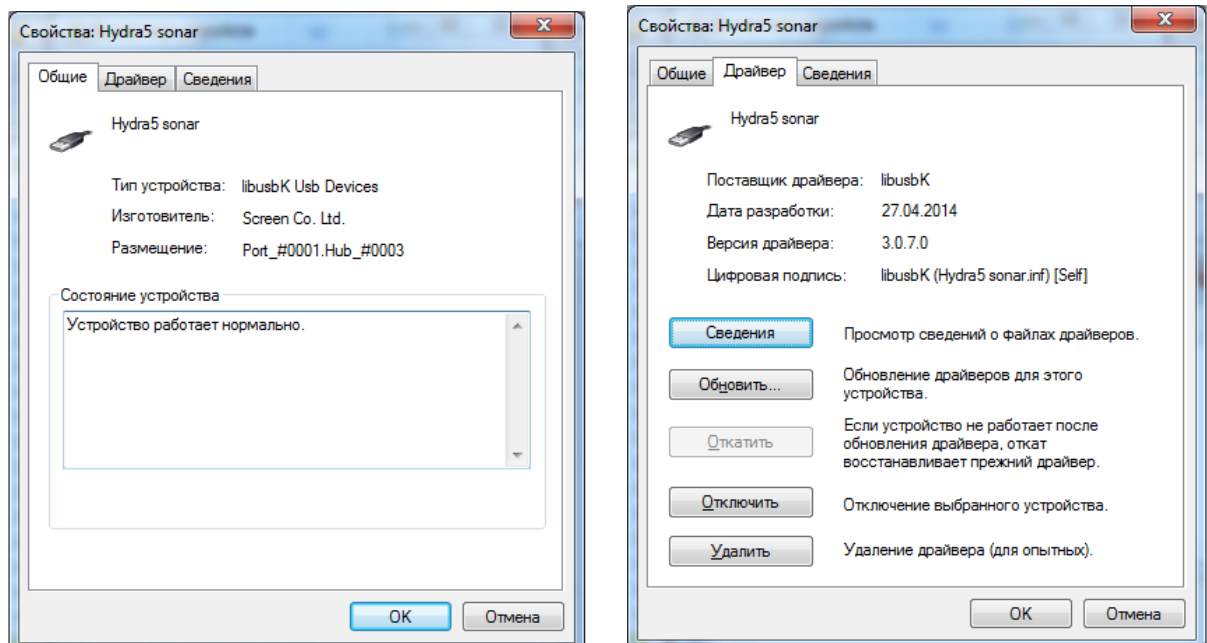 Свойства: Hydra5 sonar
Общие Драйвер Сведения
Hydra5 sonar
Тип устройства: libusbK Usb Devices
Изготовитель: Screen Co. Ltd.
Размещение: Port_#0001.Hub_#0003
Состояние устройства
Устройство работает нормально.
OK Отмена
Свойства: Hydra5 sonar
Общие Драйвер Сведения
Hydra5 sonar
Поставщик драйвера: libusbK
Дата разработки: 27.04.2014
Версия драйвера: 3.0.7.0
Цифровая подпись: libusbK (Hydra5 sonar.inf) [Self]
Сведения Просмотр сведений о файлах драйверов.
Обновить... Обновление драйверов для этого
устройства.
Откатить Если устройство не работает после
обновления драйвера, откат
восстанавливает прежний драйвер.
Отключить Отключение выбранного устройства.
Удалить Удаление драйвера (для опытных).
OK Отмена